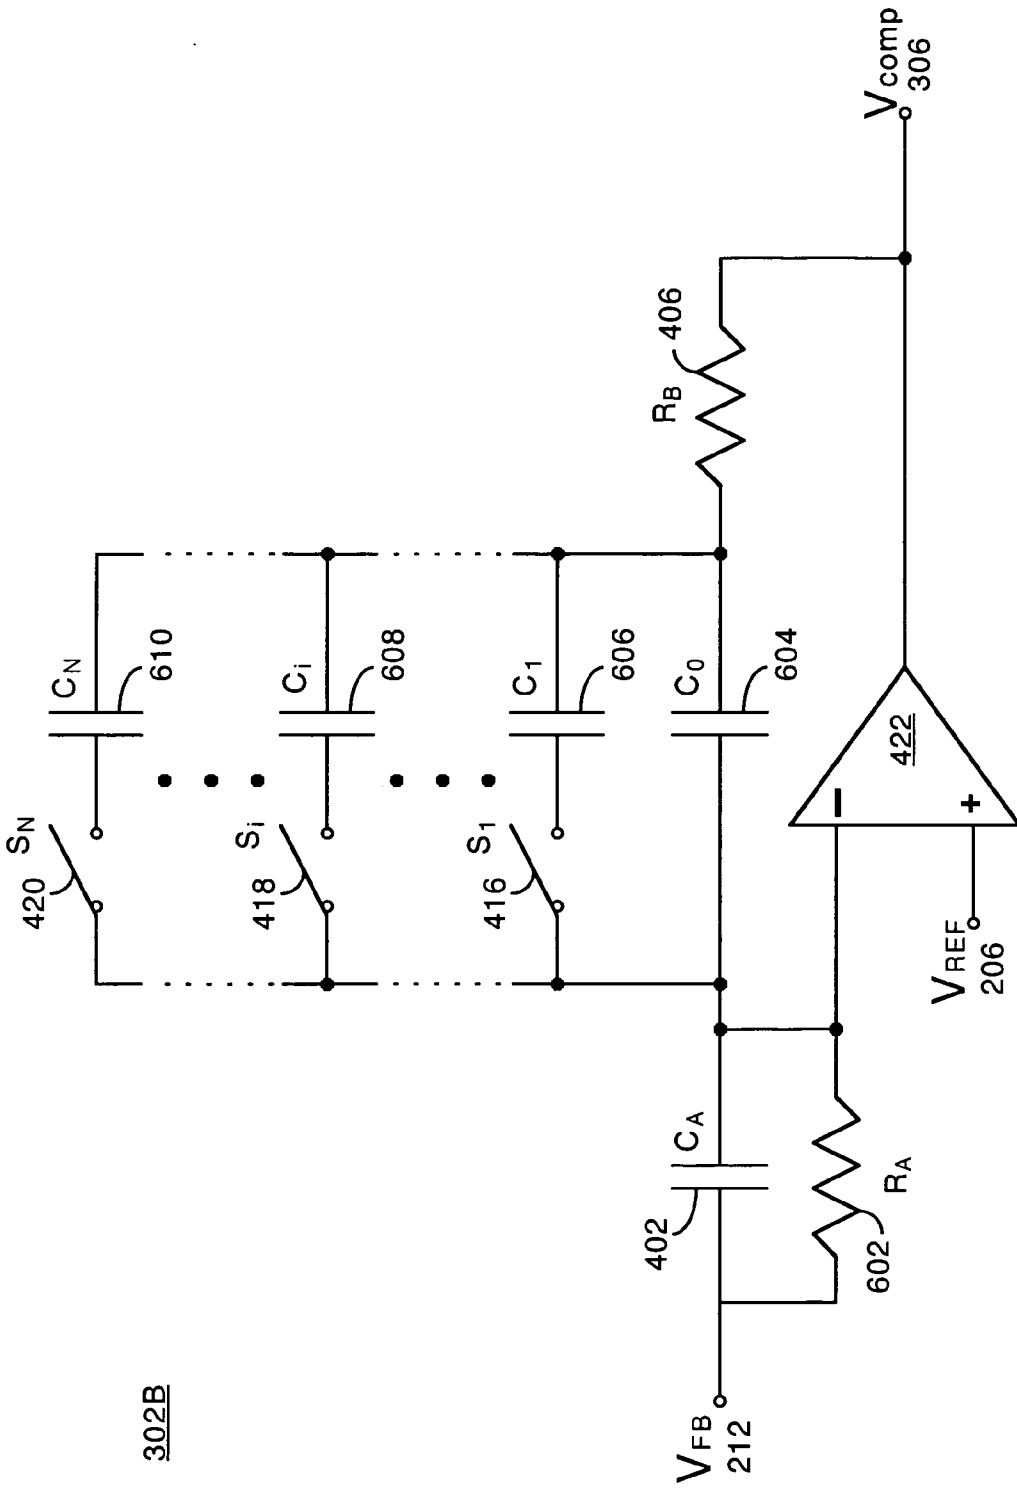 302B
S_N
420
C_N
610
S_i
418
C_i
608
S_1
416
C_1
606
C_0
604
R_B
406
V_comp
306
422
−
+
V_REF
206
C_A
402
R_A
602
V_FB
212